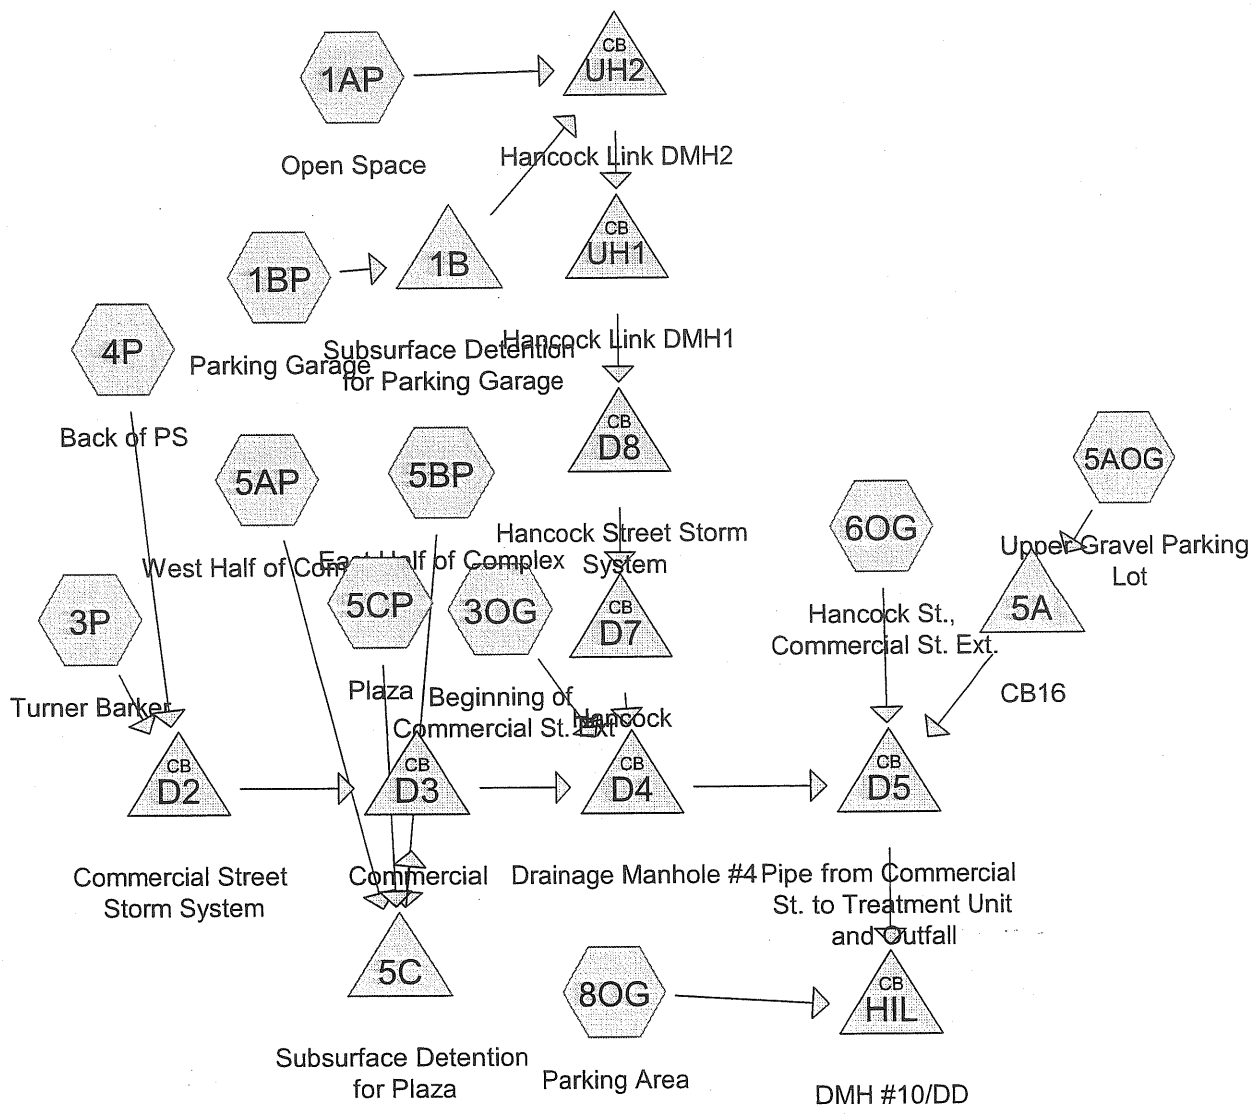 CB
UH2
1AP
Hancock Link DMH2
Open Space
CB
UH1
1B
1BP
Hancock Link DMH1
Subsurface Detention
for Parking Garage
Parking Garage
4P
Back of PS
CB
D8
5AP
5BP
5AOG
6OG
Hancock Street Storm
System
Upper Gravel Parking
Lot
West Half of Com
East Half of Complex
5CP
3OG
CB
D7
5A
3P
Hancock St.,
Commercial St. Ext.
CB16
Turner Barker
Plaza
Beginning of
Commercial St. Ext
Hancock
CB
D2
CB
D3
CB
D4
CB
D5
Commercial Street
Storm System
Commercial
Drainage Manhole #4
Pipe from Commercial
St. to Treatment Unit
and Outfall
5C
8OG
CB
HIL
Subsurface Detention
for Plaza
Parking Area
DMH #10/DD